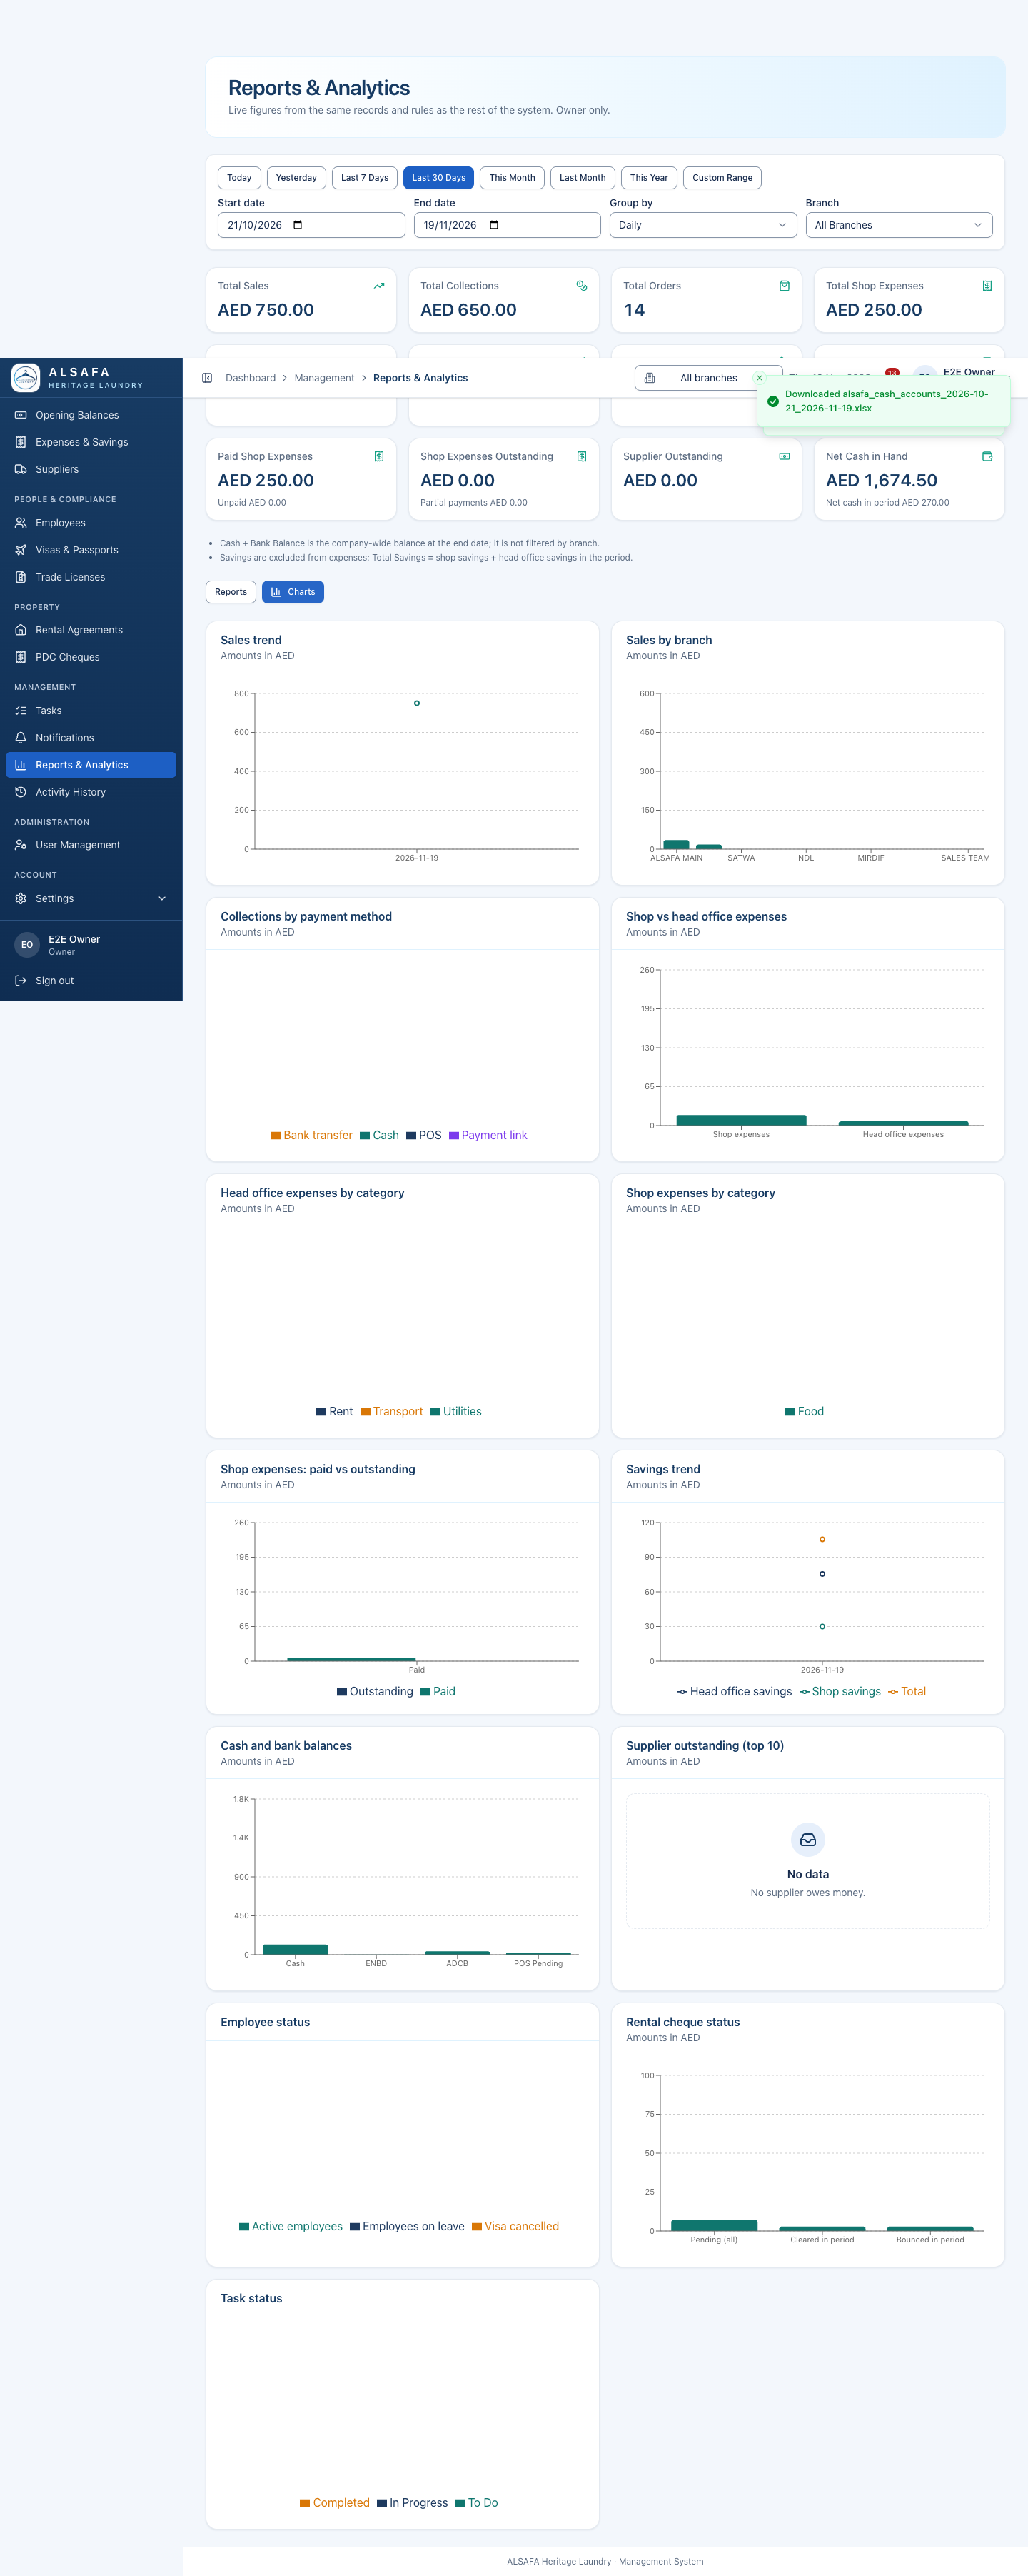 Reports & Analytics
Live figures from the same records and rules as the rest of the system. Owner only.
Today Yesterday Last 7 Days Last 30 Days This Month Last Month This Year Custom Range
Start date End date Group by Branch
21/10/2026 19/11/2026 Daily All Branches
Total Sales Total Collections Total Orders Total Shop Expenses
AED 750.00 AED 650.00 14 AED 250.00
ALSAFA
HERITAGE LAUNDRY
Dashboard > Management > Reports & Analytics
All branches
13
E2E Owner
Downloaded alsafa_cash_accounts_2026-10-
21_2026-11-19.xlsx
Opening Balances
Expenses & Savings
Suppliers
PEOPLE & COMPLIANCE
Employees
Visas & Passports
Trade Licenses
PROPERTY
Rental Agreements
PDC Cheques
MANAGEMENT
Tasks
Notifications
Reports & Analytics
Activity History
ADMINISTRATION
User Management
ACCOUNT
Settings
EO
E2E Owner
Owner
Sign out
Paid Shop Expenses Shop Expenses Outstanding Supplier Outstanding Net Cash in Hand
AED 250.00 AED 0.00 AED 0.00 AED 1,674.50
Unpaid AED 0.00 Partial payments AED 0.00 Net cash in period AED 270.00
• Cash + Bank Balance is the company-wide balance at the end date; it is not filtered by branch.
• Savings are excluded from expenses; Total Savings = shop savings + head office savings in the period.
Reports Charts
Sales trend
Amounts in AED
800
600
400
200
0
2026-11-19
Sales by branch
Amounts in AED
600
450
300
150
0
ALSAFA MAIN SATWA NDL MIRDIF SALES TEAM
Collections by payment method
Amounts in AED
Bank transfer Cash POS Payment link
Shop vs head office expenses
Amounts in AED
260
195
130
65
0
Shop expenses Head office expenses
Head office expenses by category
Amounts in AED
Rent Transport Utilities
Shop expenses by category
Amounts in AED
Food
Shop expenses: paid vs outstanding
Amounts in AED
260
195
130
65
0
Paid
Outstanding Paid
Savings trend
Amounts in AED
120
90
60
30
0
2026-11-19
Head office savings Shop savings Total
Cash and bank balances
Amounts in AED
1.8K
1.4K
900
450
0
Cash ENBD ADCB POS Pending
Supplier outstanding (top 10)
Amounts in AED
No data
No supplier owes money.
Employee status
Active employees Employees on leave Visa cancelled
Rental cheque status
Amounts in AED
100
75
50
25
0
Pending (all) Cleared in period Bounced in period
Task status
Completed In Progress To Do
ALSAFA Heritage Laundry · Management System